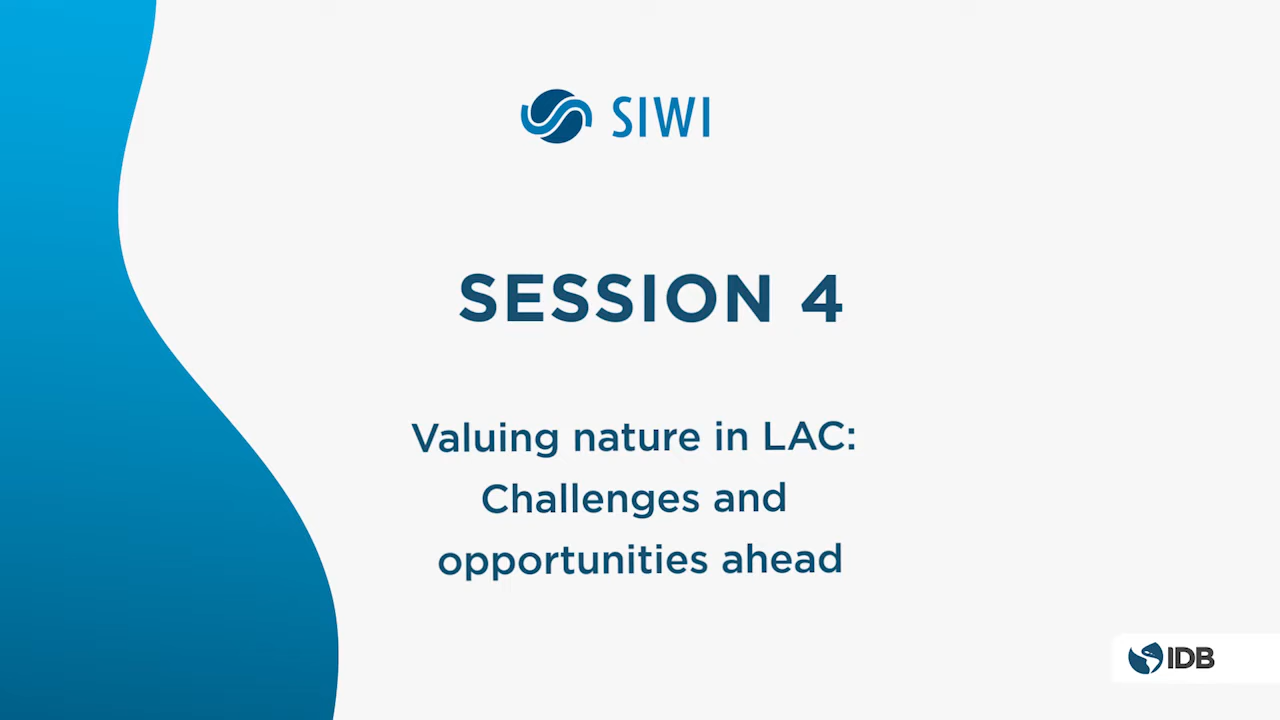 SIWI
SESSION 4
Valuing nature in LAC:
Challenges and
opportunities ahead
IDB